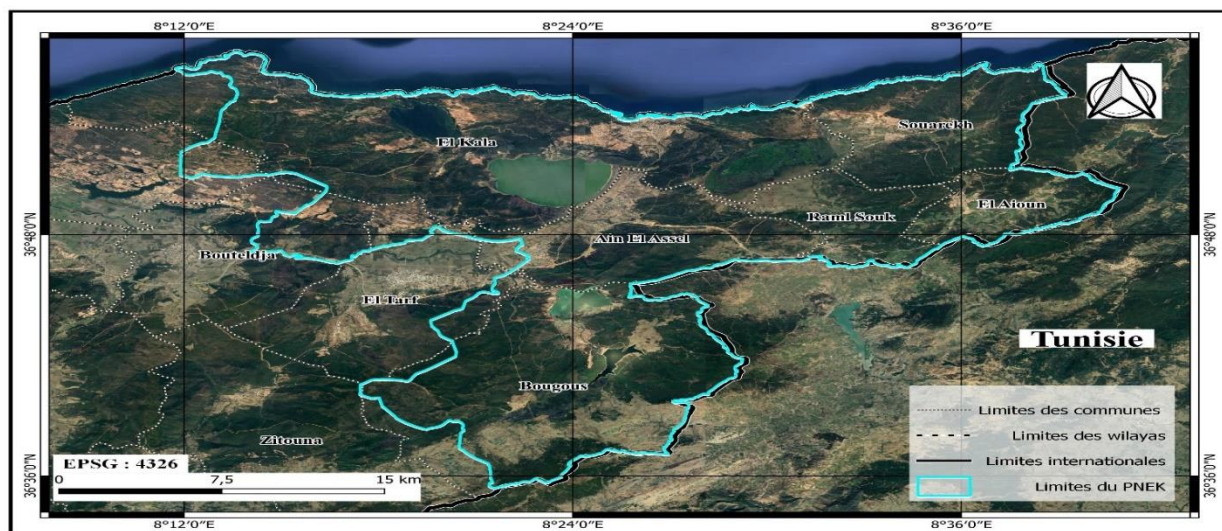 8°12′0″E 8°24′0″E 8°36′0″E
Souarekh
El Kala
Raml Souk
El Aioun
36°48′0″N 36°48′0″N
Ain El Assel
Bouteldja
El Tarf
Tunisie
Bougous
Zitouna
Limites des communes
Limites des wilayas
Limites internationales
Limites du PNEK
EPSG : 4326
0 7,5 15 km
36°36′0″N 36°36′0″N
8°12′0″E 8°24′0″E 8°36′0″E